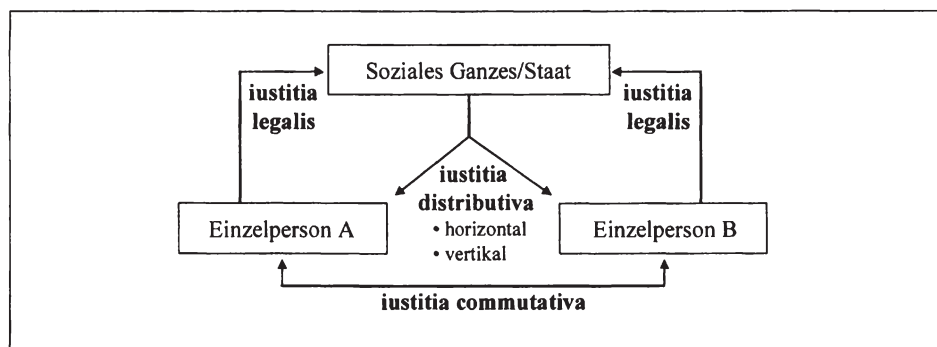 Soziales Ganzes/Staat
iustitia
legalis
iustitia
legalis
iustitia
distributiva
• horizontal
• vertikal
Einzelperson A
Einzelperson B
iustitia commutativa